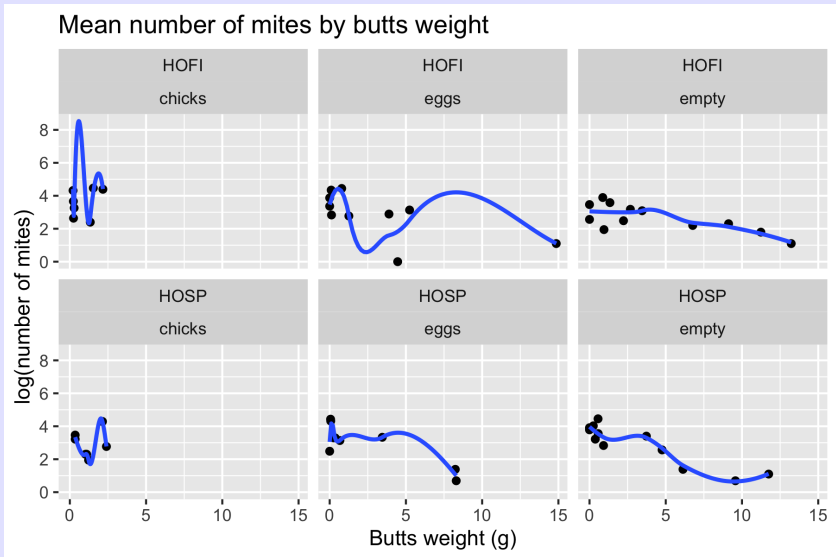 Mean number of mites by butts weight
HOFI HOFI HOFI
chicks eggs empty
8
6
4
2
0
HOSP HOSP HOSP
chicks eggs empty
8
6
4
2
0
0 5 10 15 0 5 10 15 0 5 10 15
Butts weight (g)
log(number of mites)